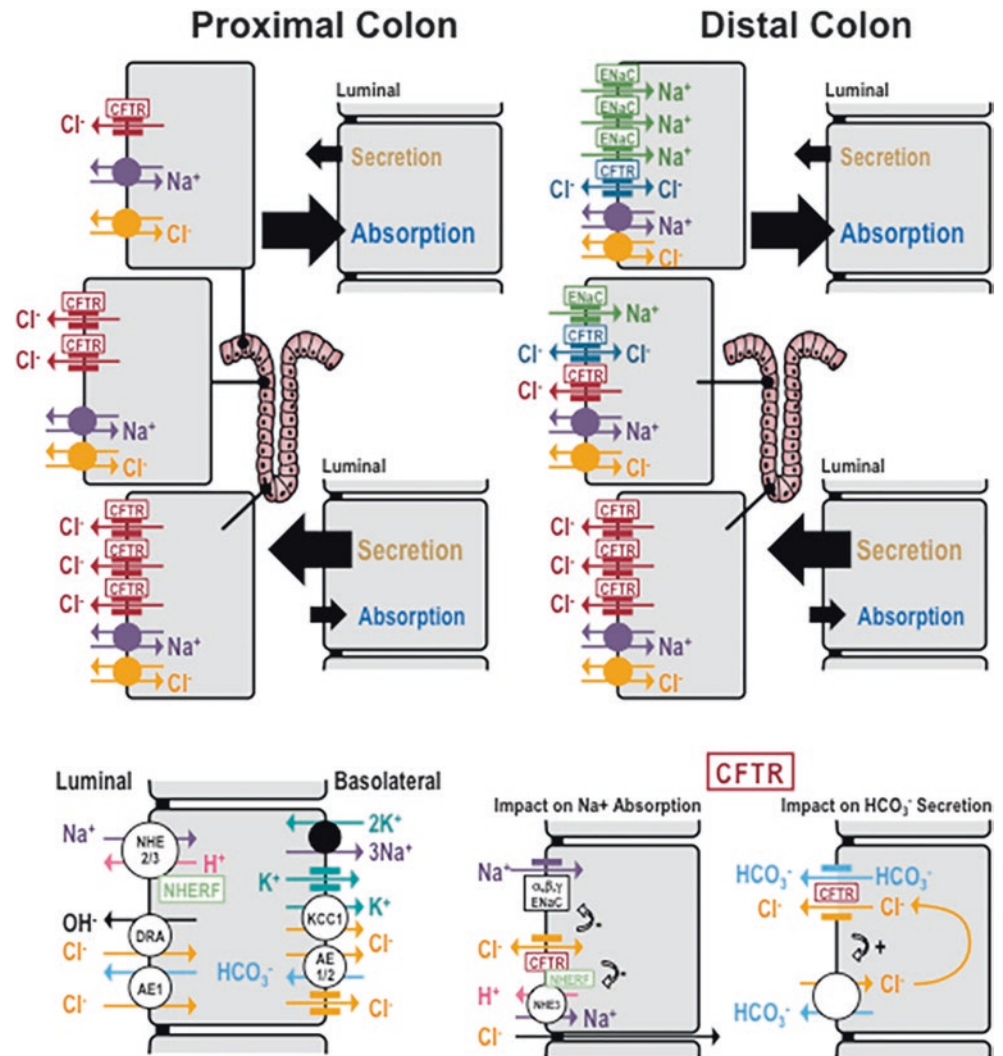 Proximal Colon
Luminal
CFTR
Cl-
Secretion
Na+
Absorption
Cl-
CFTR
Cl-
CFTR
Cl-
Na+
Cl-
Luminal
CFTR
Cl-
CFTR
Cl-
Secretion
CFTR
Cl-
Absorption
Na+
Cl-
Distal Colon
Luminal
ENaC
Na+
ENaC
Na+
ENaC
Na+
Secretion
CFTR
Cl- Cl-
Na+
Absorption
Cl-
ENaC
Na+
CFTR
Cl- Cl-
CFTR
Cl-
Na+
Cl-
Luminal
CFTR
Cl-
CFTR
Cl-
Secretion
CFTR
Cl-
Absorption
Na+
Cl-
Luminal Basolateral
Na+ NHE 2/3 H+
NHERF
OH- DRA
Cl-
HCO3-
AE1
Cl-
2K+
3Na+
K+
K+
KCC1
Cl-
AE 1/2
Cl-
CFTR
Impact on Na+ Absorption
Na+
α,β,γ
ENaC
-
Cl-
CFTR
NHERF
-
H+
NHE3
Na+
Cl-
Impact on HCO3- Secretion
HCO3- HCO3-
CFTR
Cl- Cl-
+
Cl-
HCO3-